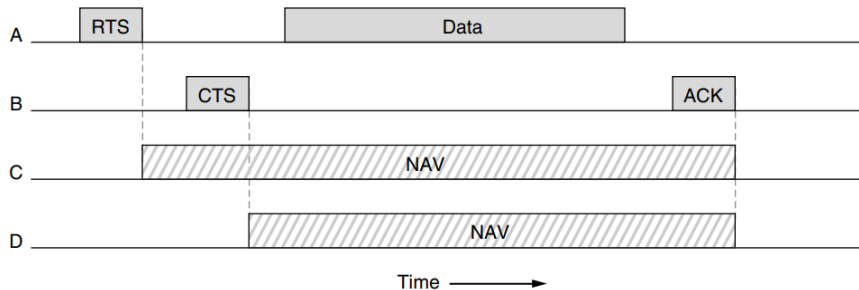 A RTS Data
B CTS ACK
C NAV
D NAV
Time